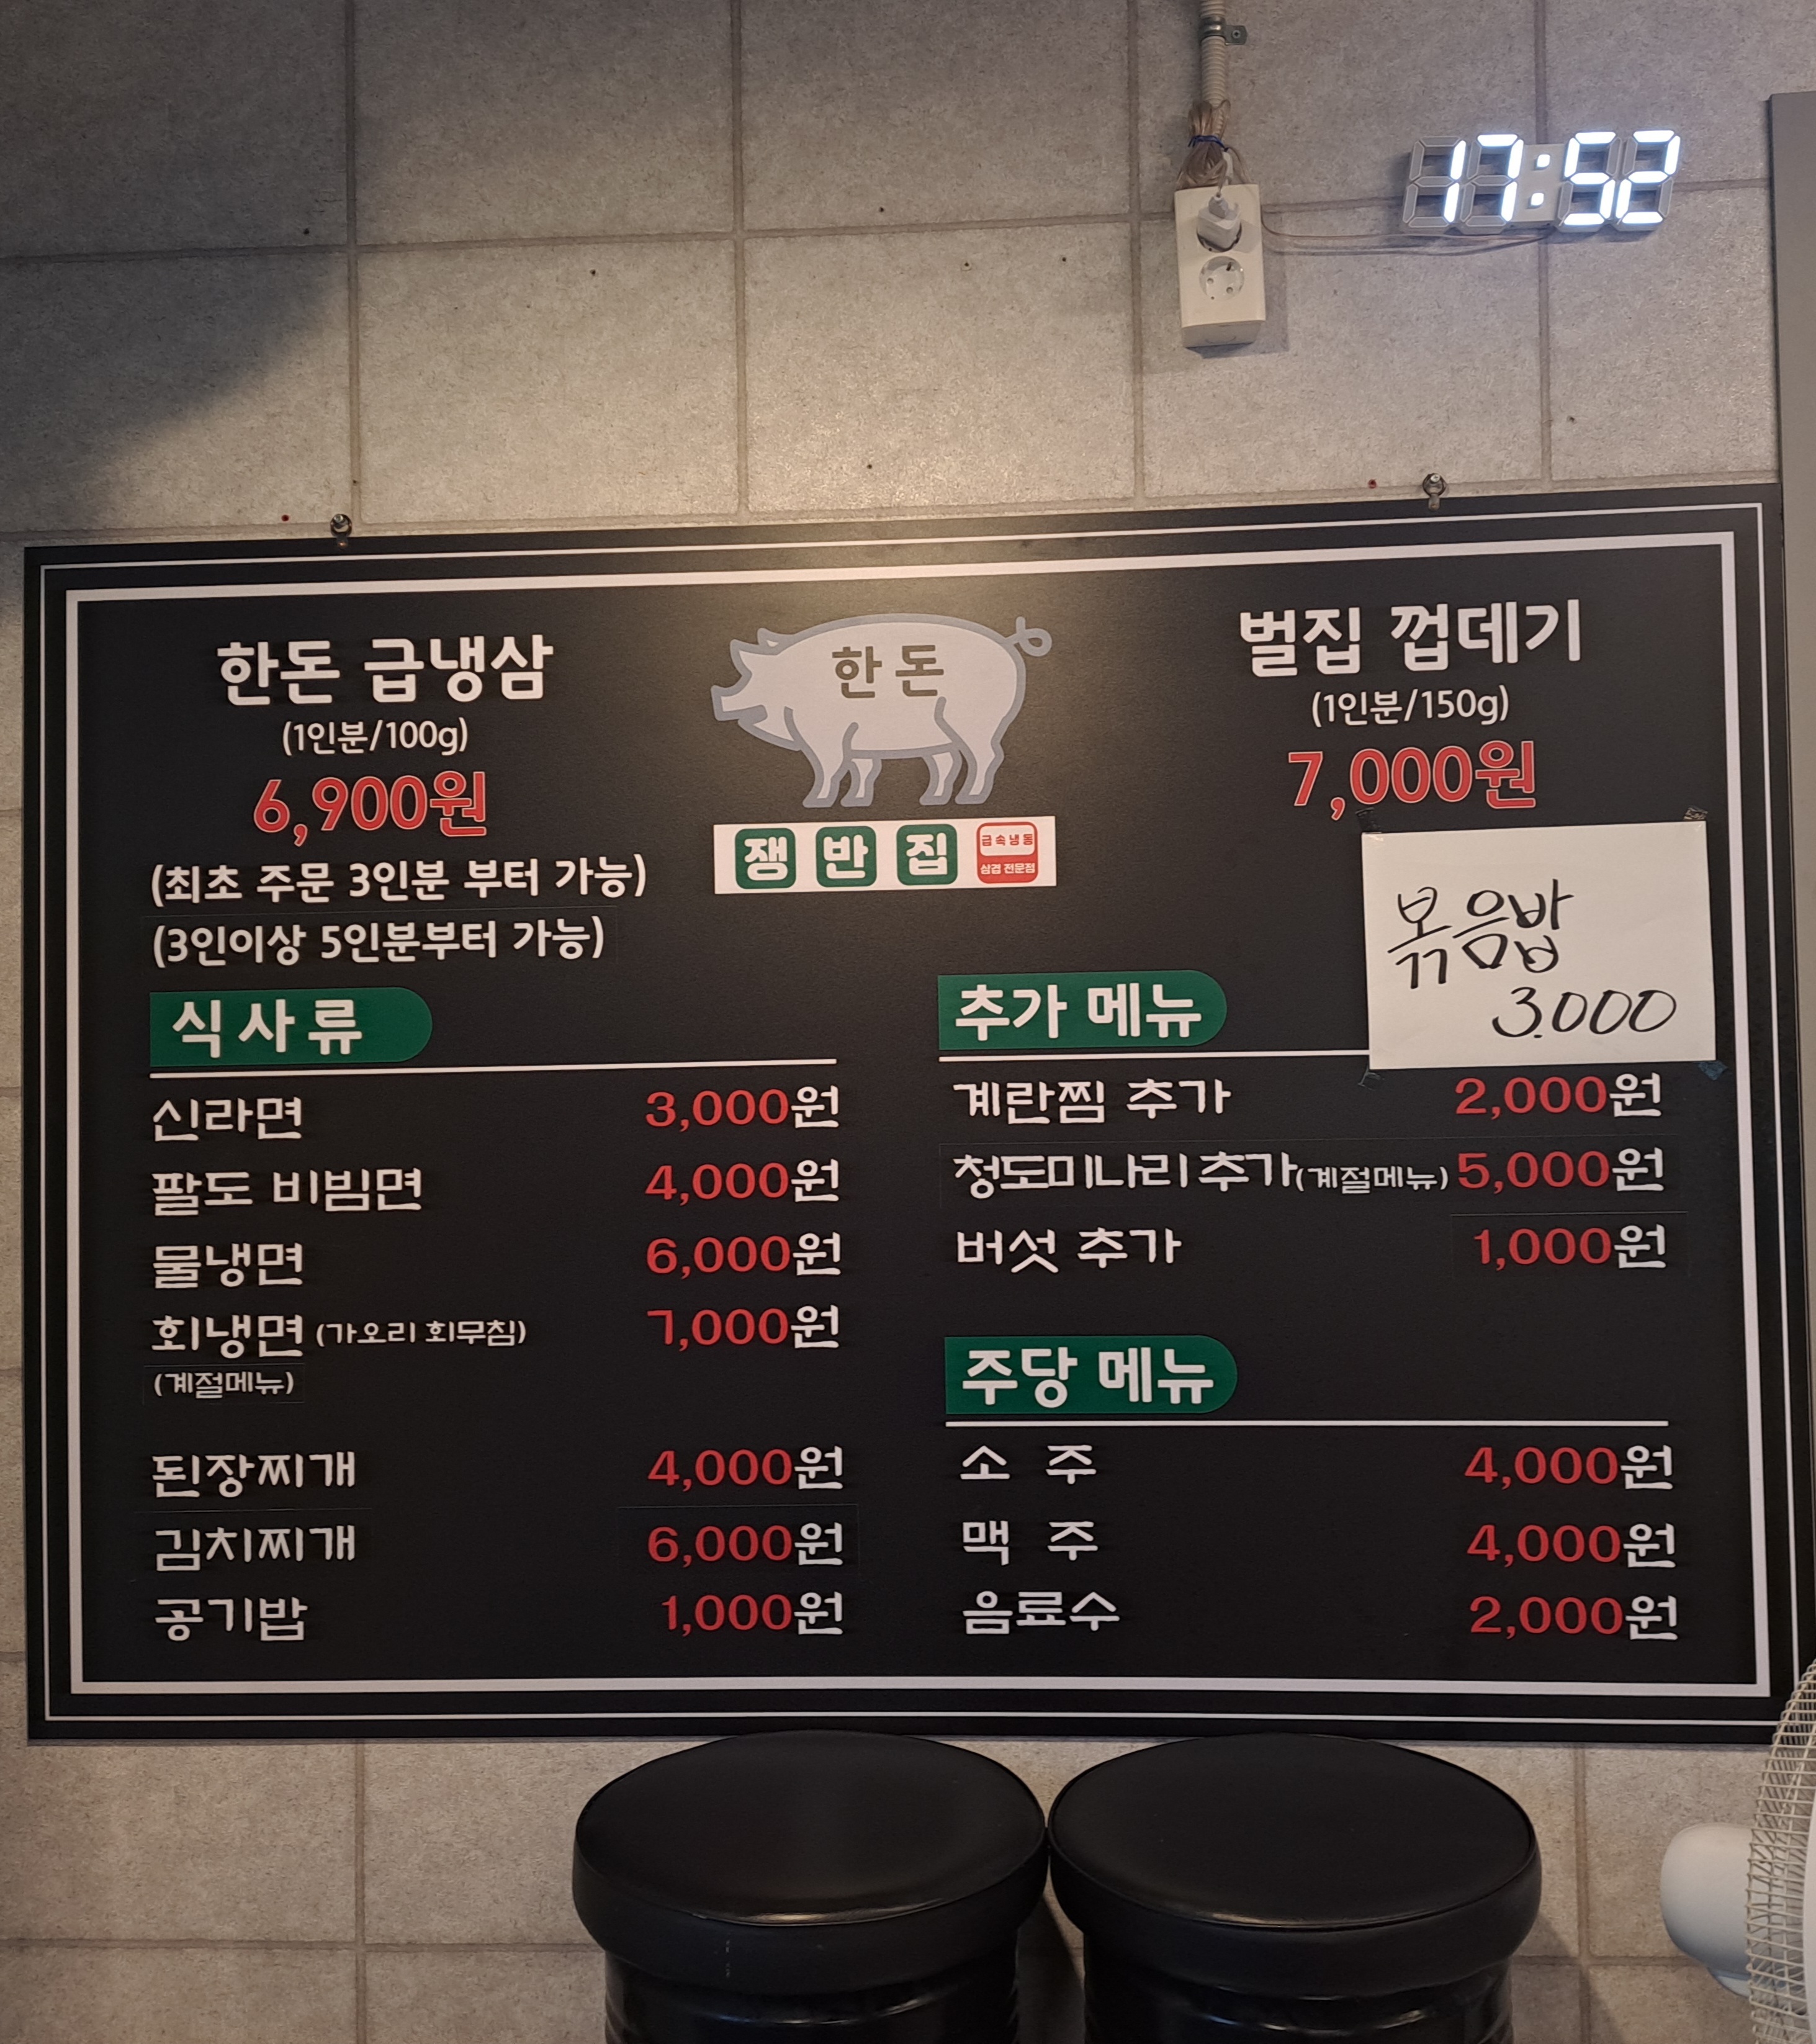 17:52
한돈 급냉삼
(1인분/100g)
6,900원
(최초 주문 3인분 부터 가능)
(3인이상 5인분부터 가능)
한돈
쟁반집
급속냉동
삼겹 전문점
벌집 껍데기
(1인분/150g)
7,000원
볶음밥
3.000
식사류
신라면 3,000원
팔도 비빔면 4,000원
물냉면 6,000원
회냉면 (가오리 회무침) 7,000원
(계절메뉴)
된장찌개 4,000원
김치찌개 6,000원
공기밥 1,000원
추가 메뉴
계란찜 추가 2,000원
청도미나리 추가(계절메뉴) 5,000원
버섯 추가 1,000원
주당 메뉴
소 주 4,000원
맥 주 4,000원
음료수 2,000원